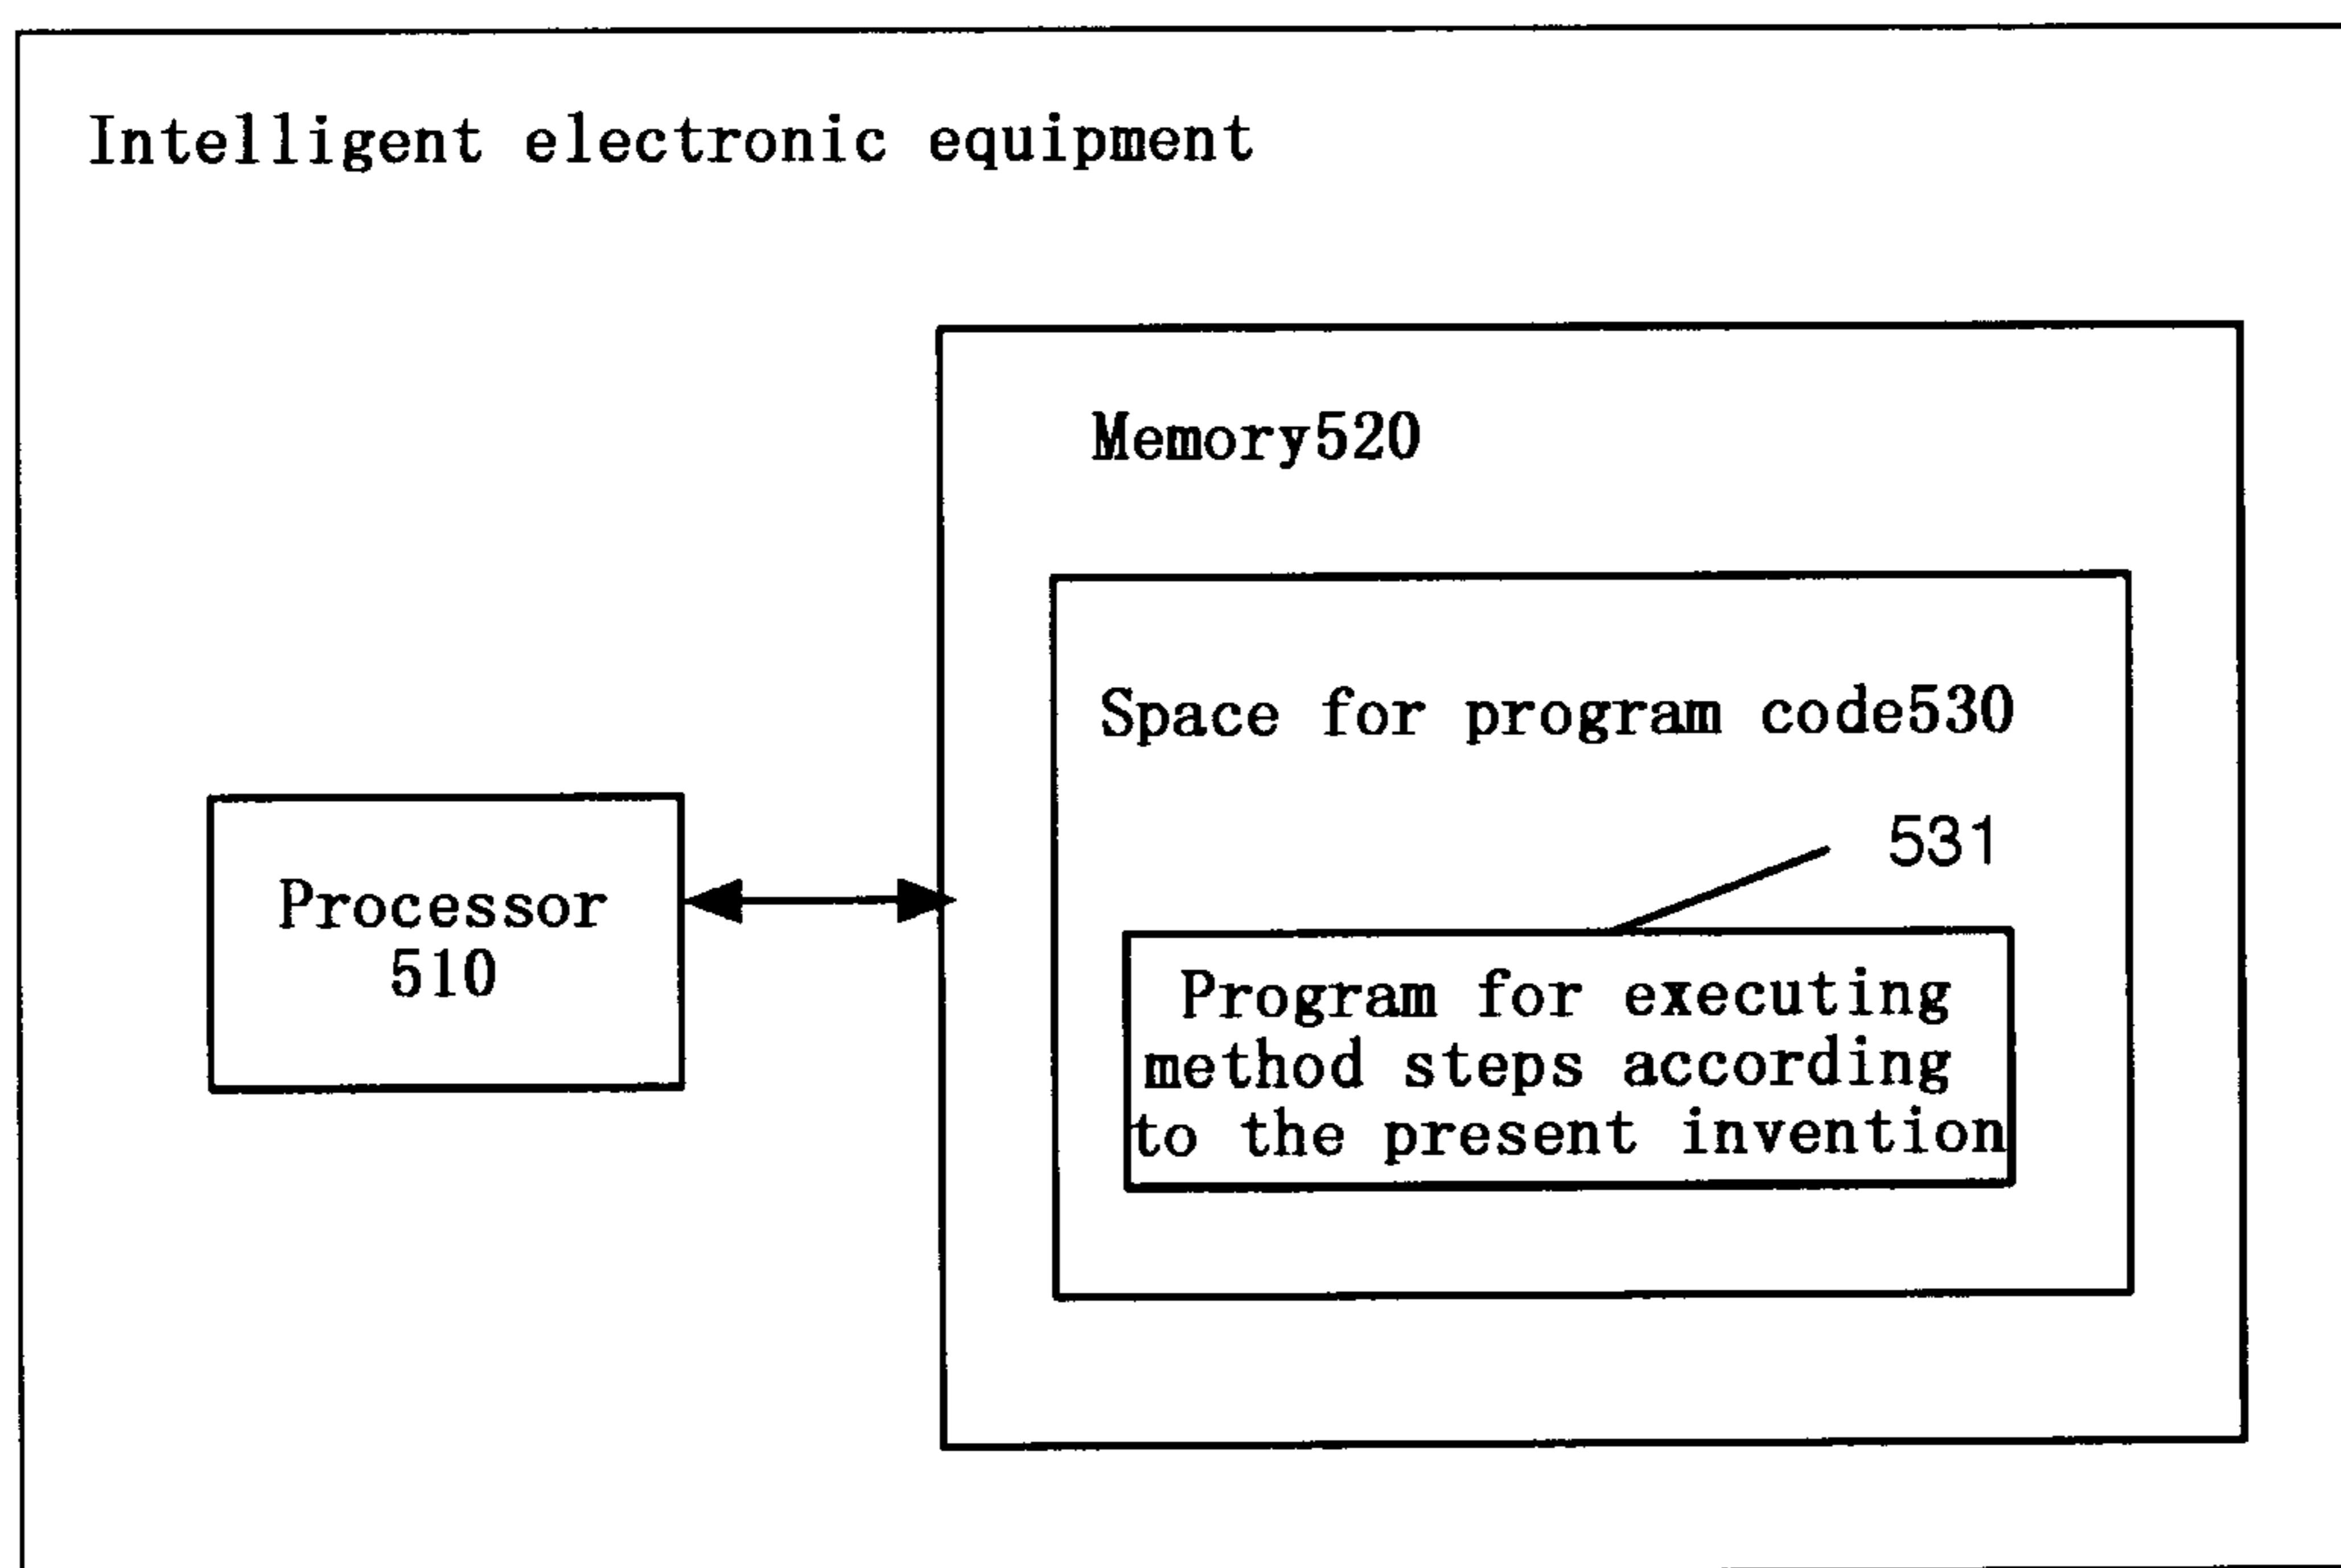 Intelligent electronic equipment
Memory520
Space for program code530
531
Processor
510
Program for executing
method steps according
to the present invention